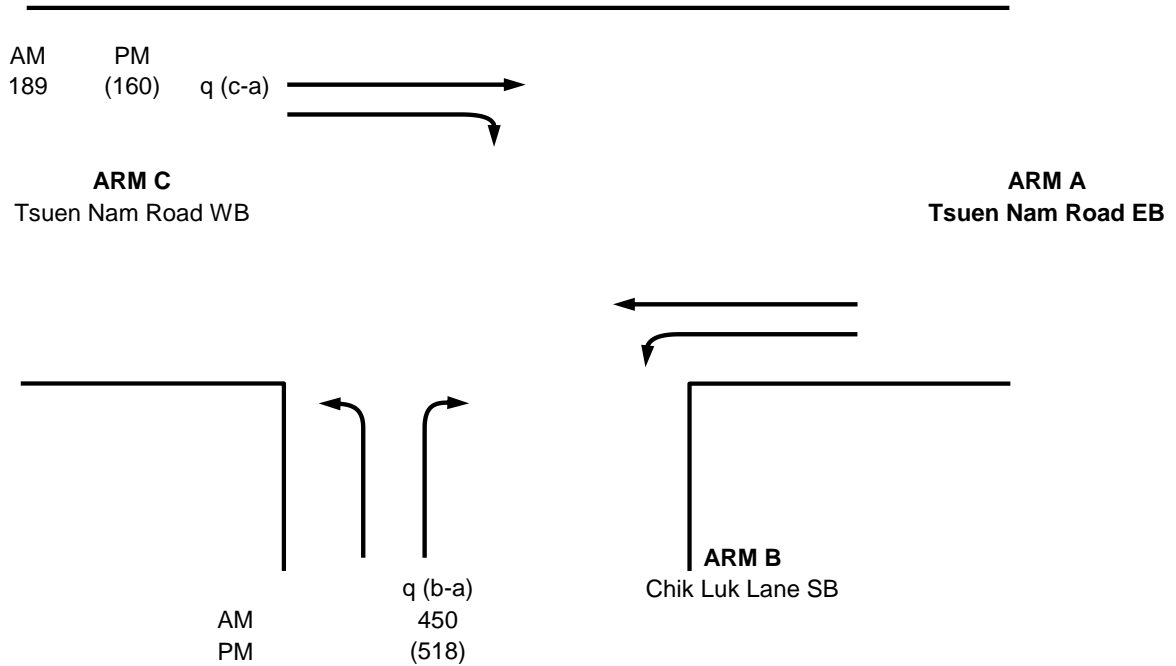 AM PM
189 (160) q (c-a)
ARM C
Tsuen Nam Road WB
ARM A
Tsuen Nam Road EB
ARM B
Chik Luk Lane SB
q (b-a)
AM 450
PM (518)